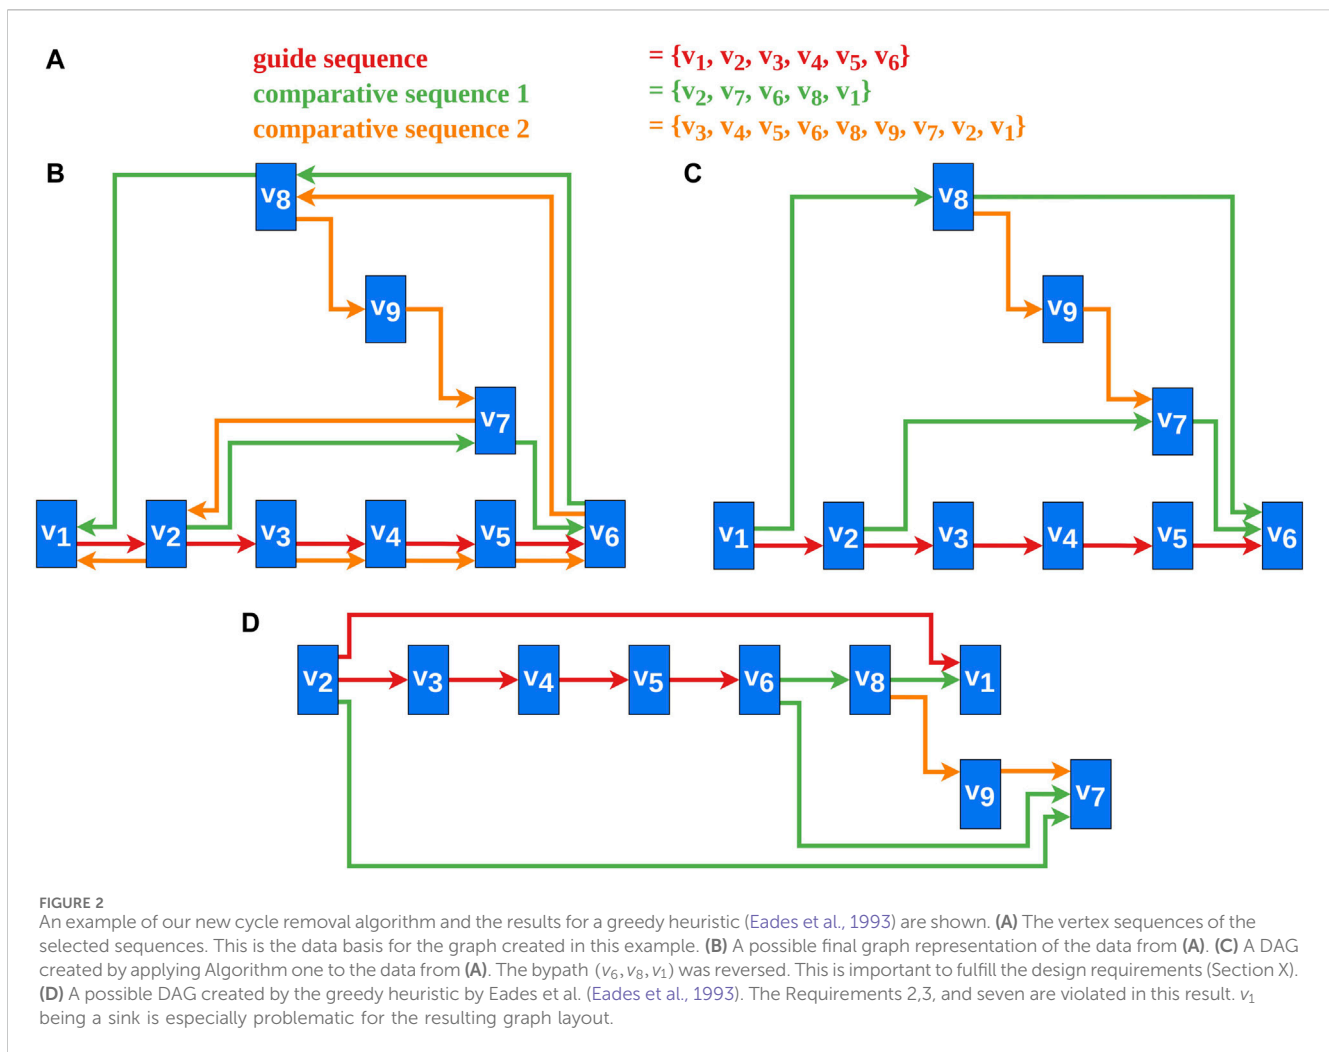 A
guide sequence = {v1, v2, v3, v4, v5, v6}
comparative sequence 1 = {v2, v7, v6, v8, v1}
comparative sequence 2 = {v3, v4, v5, v6, v8, v9, v7, v2, v1}
B
v8
v9
v7
v1 v2 v3 v4 v5 v6
C
v8
v9
v7
v1 v2 v3 v4 v5 v6
D
v2 v3 v4 v5 v6 v8 v1
v9 v7
FIGURE 2
An example of our new cycle removal algorithm and the results for a greedy heuristic (Eades et al., 1993) are shown. (A) The vertex sequences of the
selected sequences. This is the data basis for the graph created in this example. (B) A possible final graph representation of the data from (A). (C) A DAG
created by applying Algorithm one to the data from (A). The bypath (v6, v8, v1) was reversed. This is important to fulfill the design requirements (Section X).
(D) A possible DAG created by the greedy heuristic by Eades et al. (Eades et al., 1993). The Requirements 2,3, and seven are violated in this result. v1
being a sink is especially problematic for the resulting graph layout.